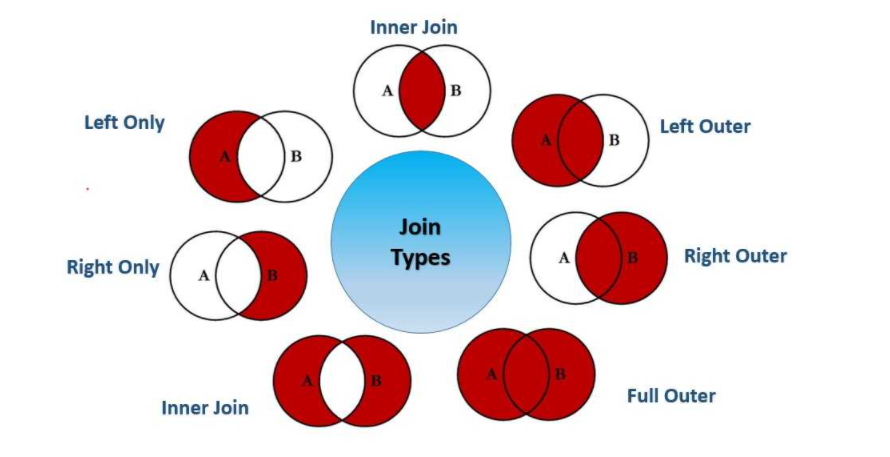 Inner Join
A B
Left Only
A B
Left Outer
A B
Join
Types
Right Only
A B
Right Outer
A B
Inner Join
A B
Full Outer
A B